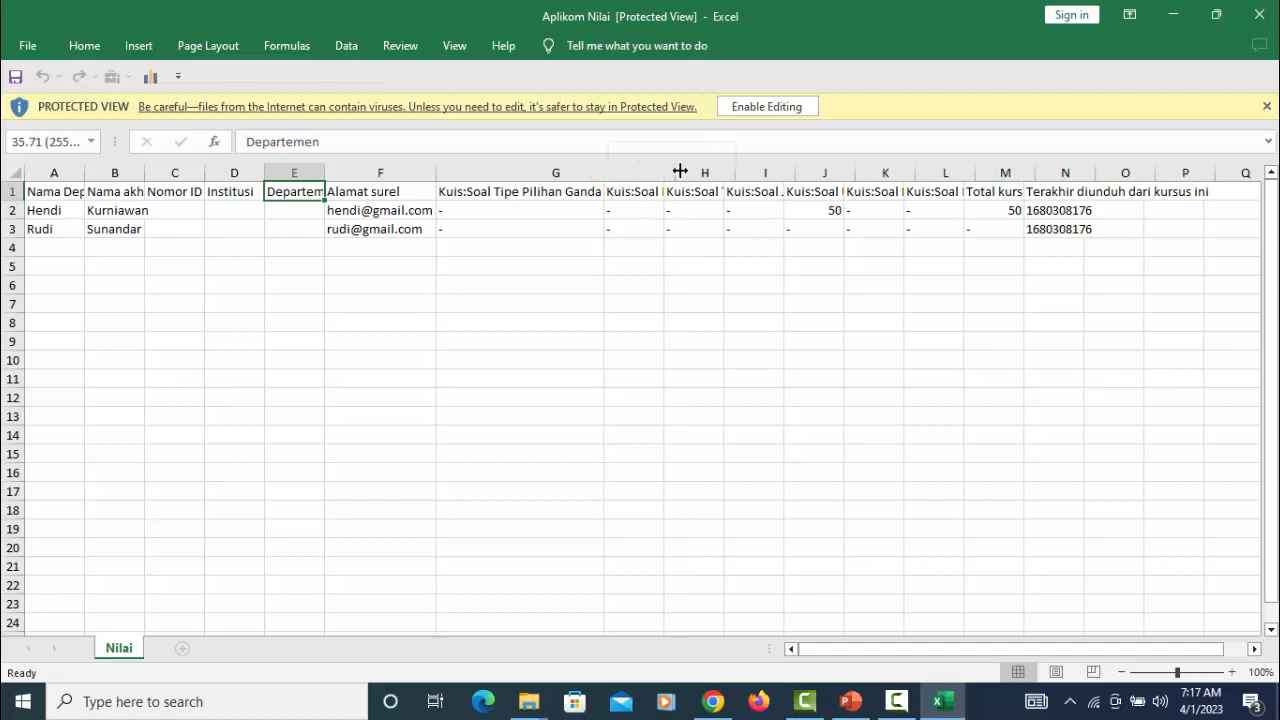 Aplikom Nilai [Protected View] - Excel
Sign in
File Home Insert Page Layout Formulas Data Review View Help Tell me what you want to do
PROTECTED VIEW Be careful—files from the Internet can contain viruses. Unless you need to edit, it's safer to stay in Protected View. Enable Editing
35.71 (255... fx Departemen
A B C D E F G H I J K L M N O P Q
1 Nama Dep Nama akh Nomor ID Institusi Departem Alamat surel Kuis:Soal Tipe Pilihan Ganda Kuis:Soal Kuis:Soal Kuis:Soal Kuis:Soal Kuis:Soal Kuis:Soal Total kurs Terakhir diunduh dari kursus ini
2 Hendi Kurniawan hendi@gmail.com - - - - 50 - - 50 1680308176
3 Rudi Sunandar rudi@gmail.com - - - - - - - - 1680308176
4
5
6
7
8
9
10
11
12
13
14
15
16
17
18
19
20
21
22
23
24
Nilai
Ready 100%
Type here to search
7:17 AM
4/1/2023
3